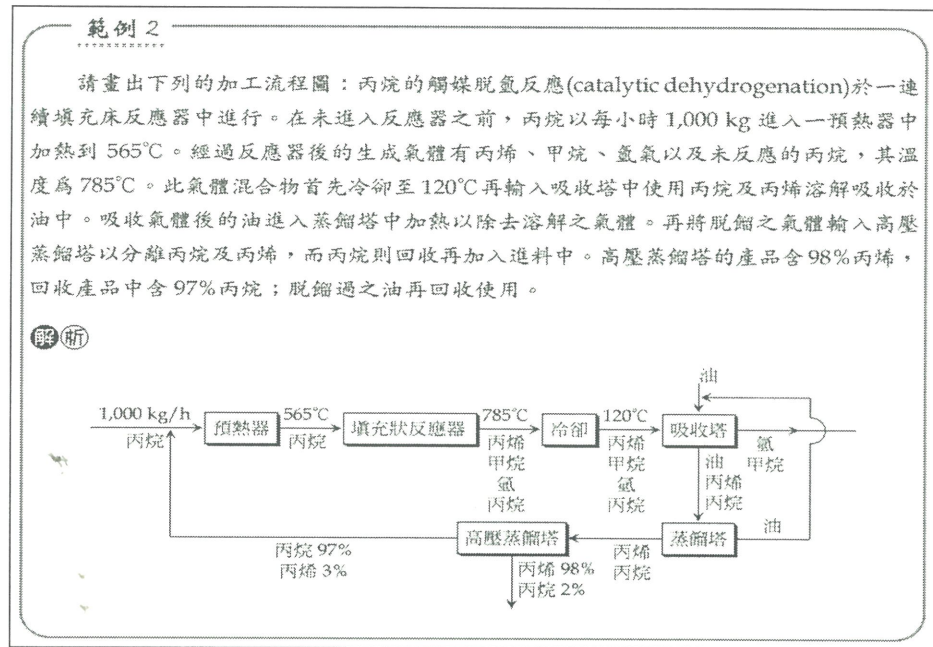 範例 2
請畫出下列的加工流程圖：丙烷的觸媒脫氫反應(catalytic dehydrogenation)於一連
續填充床反應器中進行。在未進入反應器之前，丙烷以每小時 1,000 kg 進入一預熱器中
加熱到 565℃。經過反應器後的生成氣體有丙烯、甲烷、氫氣以及未反應的丙烷，其溫
度為 785℃。此氣體混合物首先冷卻至 120℃再輸入吸收塔中使用丙烷及丙烯溶解吸收於
油中。吸收氣體後的油進入蒸餾塔中加熱以除去溶解之氣體。再將脫餾之氣體輸入高壓
蒸餾塔以分離丙烷及丙烯，而丙烷則回收再加入進料中。高壓蒸餾塔的產品含 98%丙烯，
回收產品中含 97%丙烷；脫餾過之油再回收使用。
解析
油
1,000 kg/h
丙烷
預熱器
565℃
丙烷
填充狀反應器
785℃
丙烯
甲烷
氫
丙烷
冷卻
120℃
丙烯
甲烷
氫
丙烷
吸收塔
氫
甲烷
油
丙烯
丙烷
丙烷 97%
丙烯 3%
高壓蒸餾塔
丙烯 98%
丙烷 2%
丙烯
丙烷
蒸餾塔
油